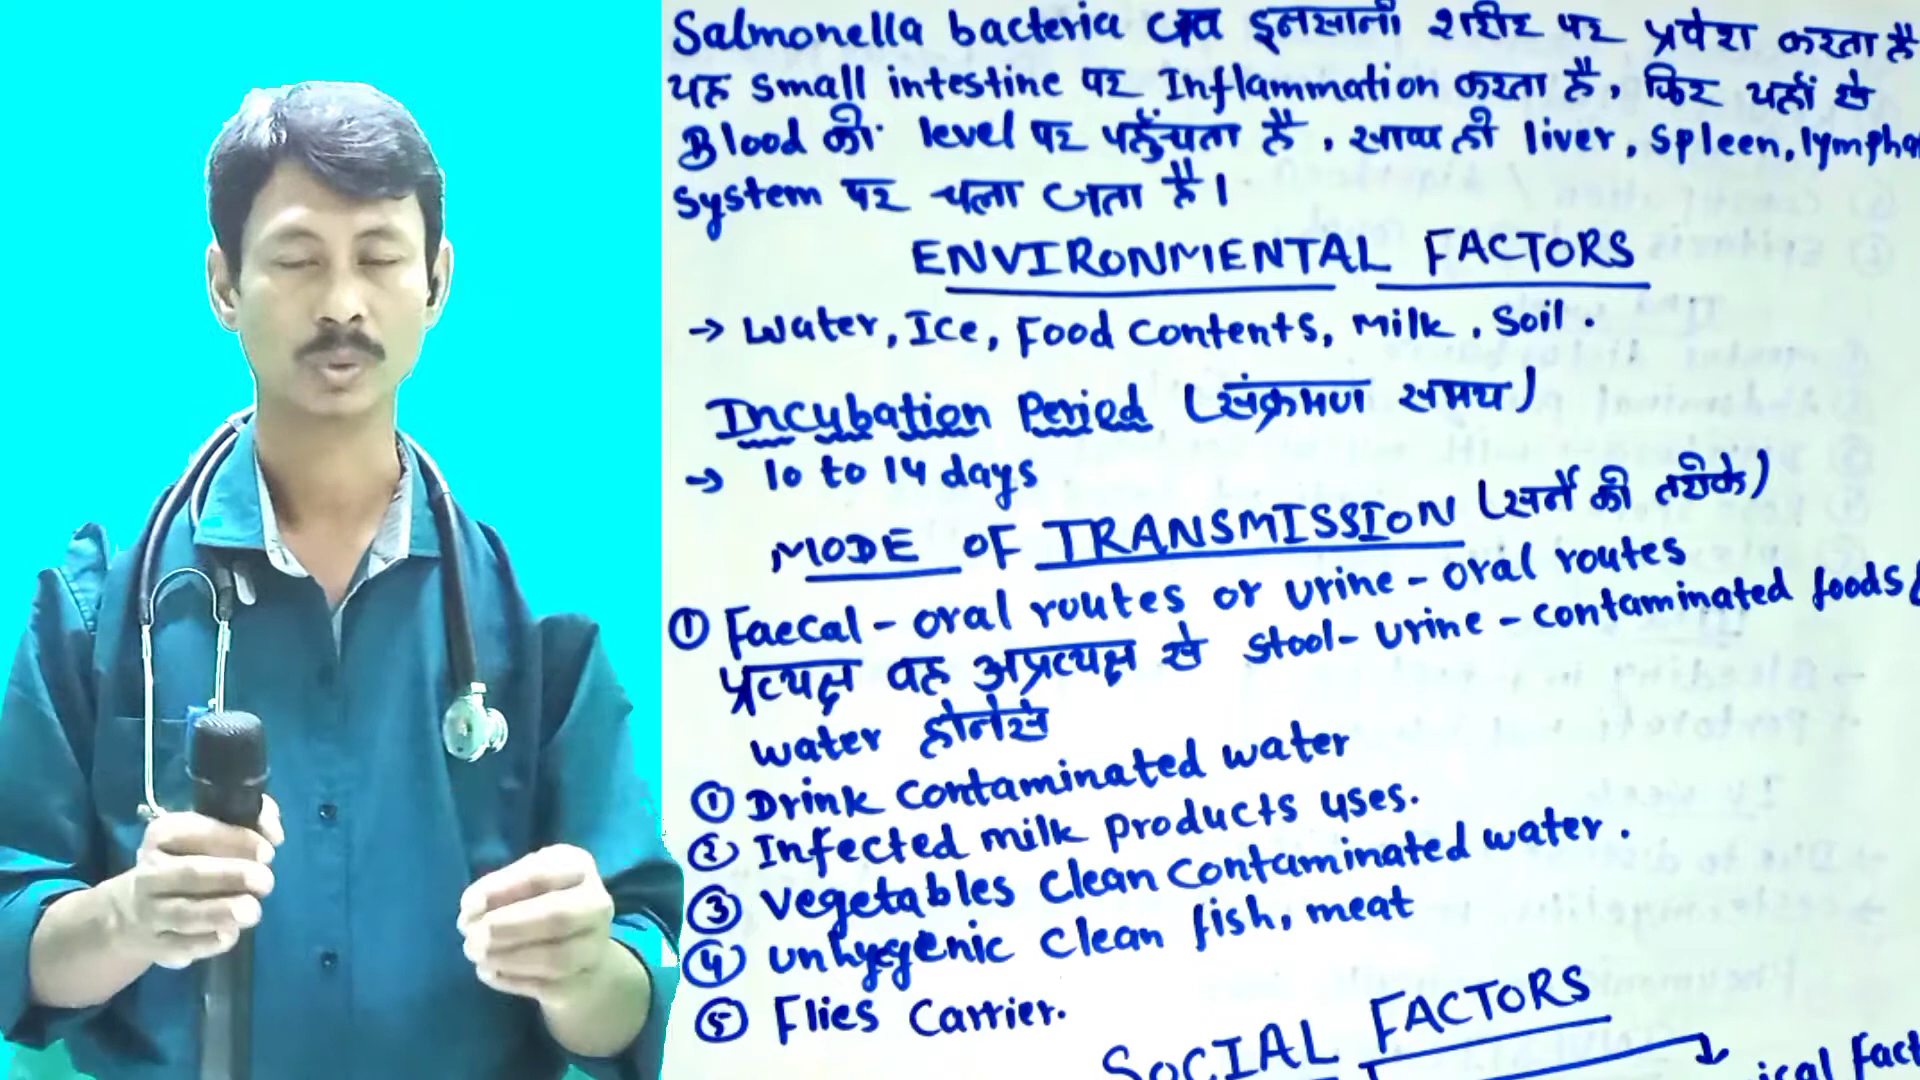 Salmonella bacteria जब इनसानी शरीर पर प्रवेश करता है
यह small intestine पर Inflammation करता है, फिर यहाँ से
Blood की level पर पहुँचता है, साथ ही liver, spleen, lympha
system पर चला जाता है।
ENVIRONMENTAL FACTORS
→ Water, Ice, Food Contents, Milk, Soil.
Incubation Period (संक्रमण समय)
→ 10 to 14 days
MODE OF TRANSMISSION (सर्ने की तरीके)
① Faecal-oral routes or urine-oral routes
प्रत्यक्ष वह अप्रत्यक्ष से stool-urine-contaminated foods
water होनेसे
① Drink contaminated water
② Infected milk products uses.
③ Vegetables clean contaminated water.
④ unhygenic clean fish, meat
⑤ Flies Carrier.
SOCIAL FACTORS
ical fact